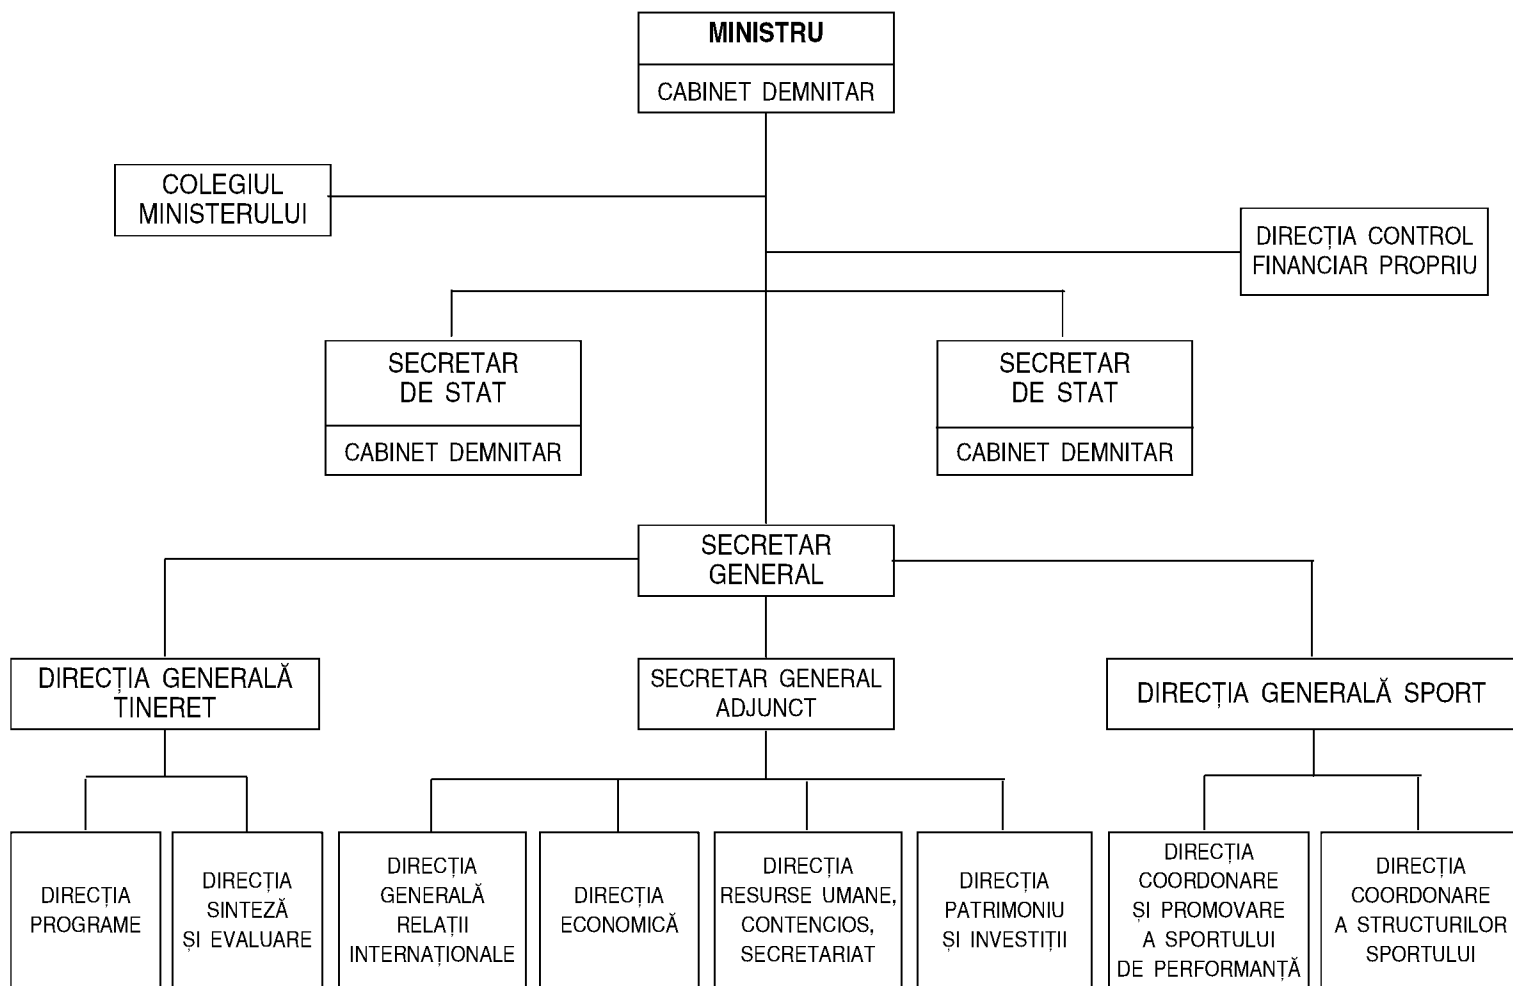 MINISTRU
CABINET DEMNITAR
COLEGIUL
MINISTERULUI
DIRECȚIA CONTROL
FINANCIAR PROPRIU
SECRETAR
DE STAT
CABINET DEMNITAR
SECRETAR
DE STAT
CABINET DEMNITAR
SECRETAR
GENERAL
DIRECȚIA GENERALĂ
TINERET
SECRETAR GENERAL
ADJUNCT
DIRECȚIA GENERALĂ SPORT
DIRECȚIA
PROGRAME
DIRECȚIA
SINTEZĂ
ȘI EVALUARE
DIRECȚIA
GENERALĂ
RELAȚII
INTERNAȚIONALE
DIRECȚIA
ECONOMICĂ
DIRECȚIA
RESURSE UMANE,
CONTENCIOS,
SECRETARIAT
DIRECȚIA
PATRIMONIU
ȘI INVESTIȚII
DIRECȚIA
COORDONARE
ȘI PROMOVARE
A SPORTULUI
DE PERFORMANȚĂ
DIRECȚIA
COORDONARE
A STRUCTURILOR
SPORTULUI